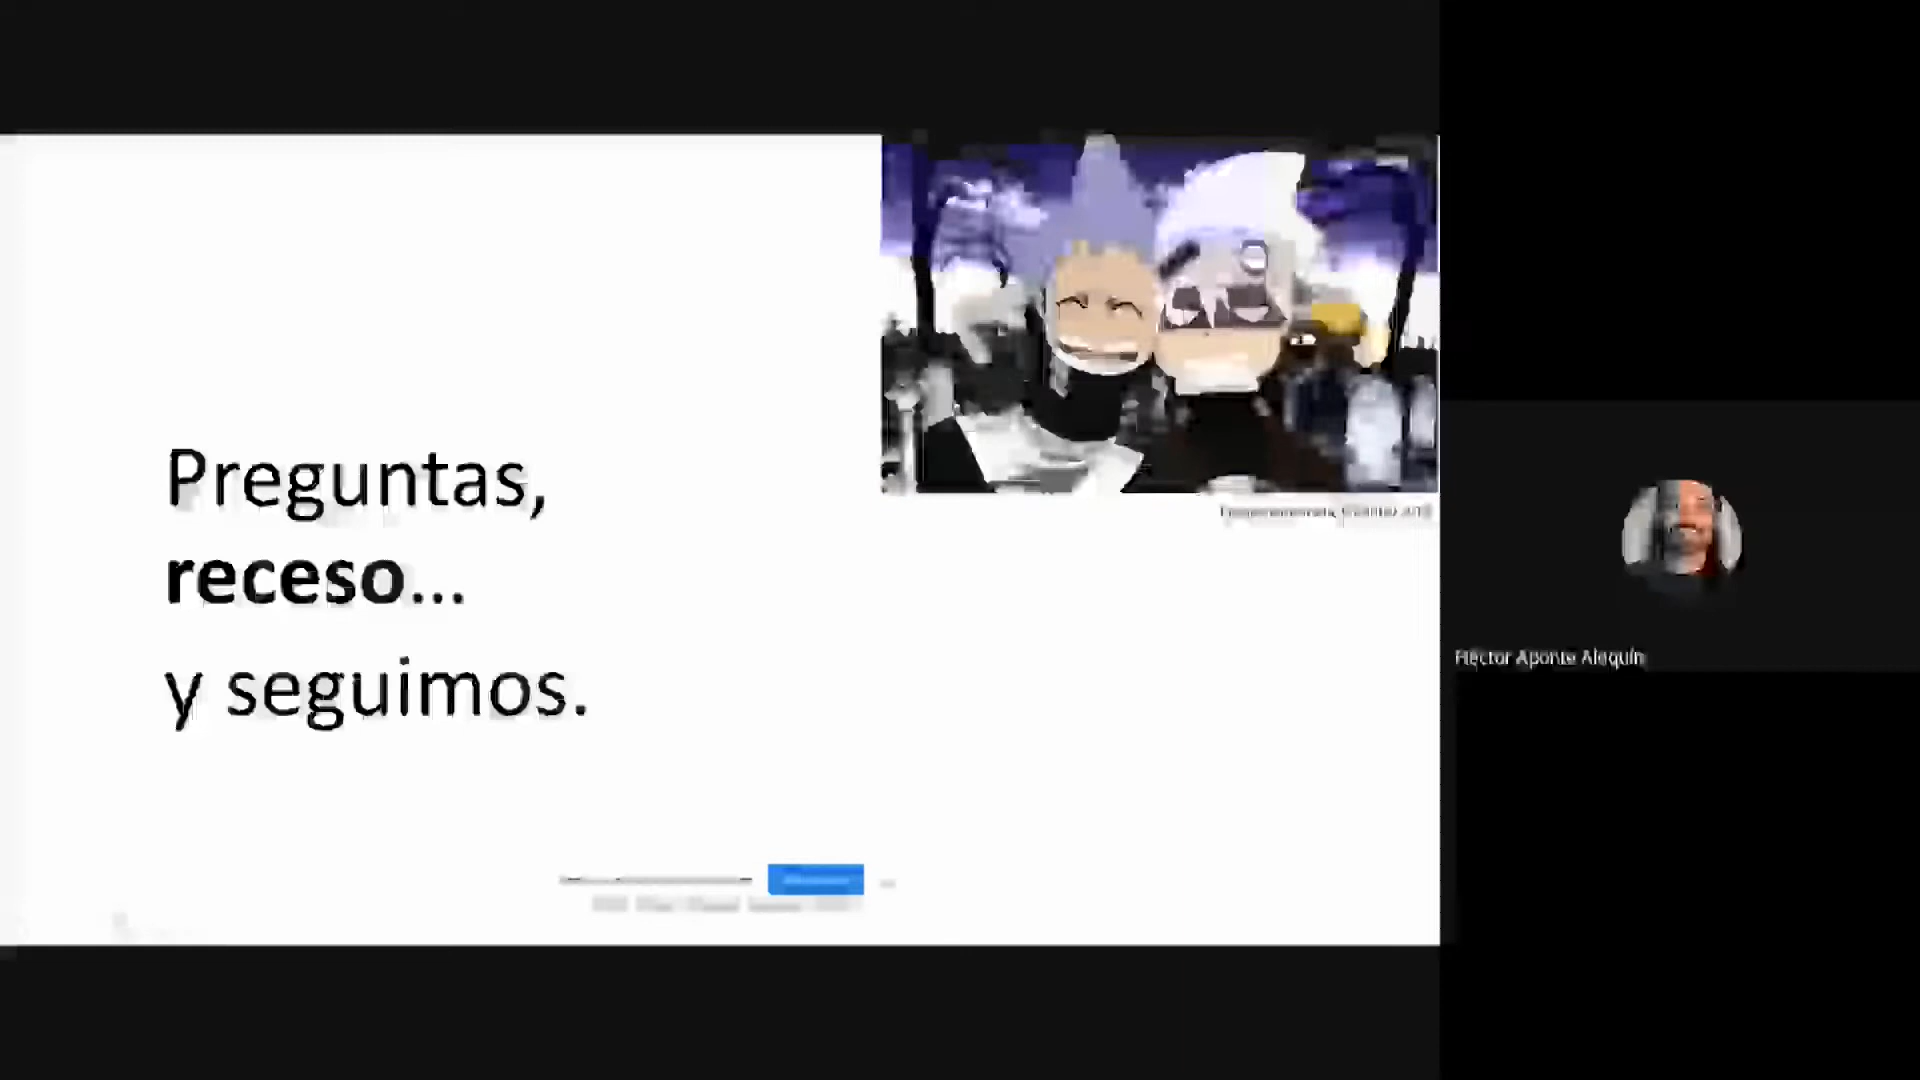 Preguntas,
receso...
y seguimos.
Héctor Aponte Alequín